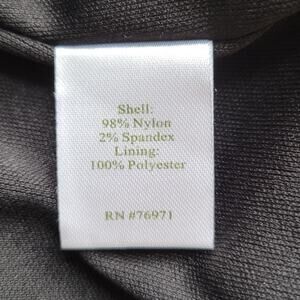 Shell:
98% Nylon
2% Spandex
Lining:
100% Polyester
RN #76971